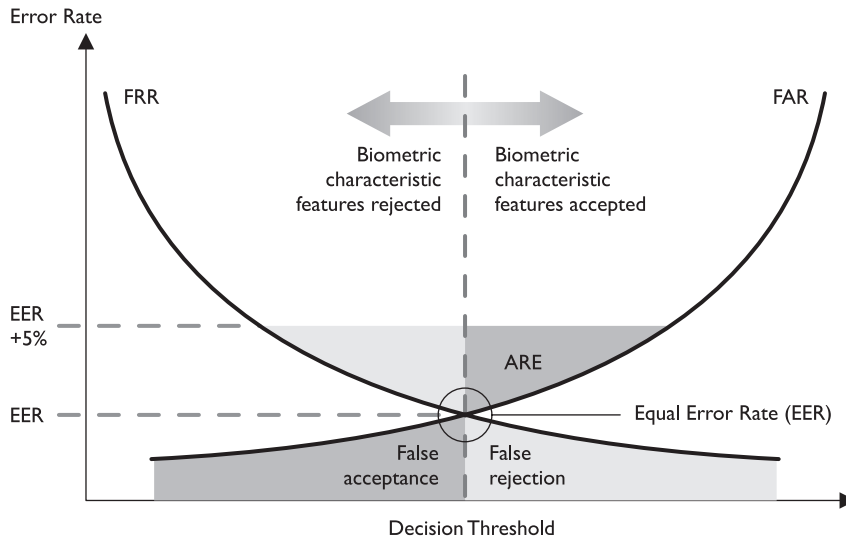 Error Rate
FRR
FAR
Biometric
characteristic
features rejected
Biometric
characteristic
features accepted
EER
+5%
ARE
EER
Equal Error Rate (EER)
False
acceptance
False
rejection
Decision Threshold